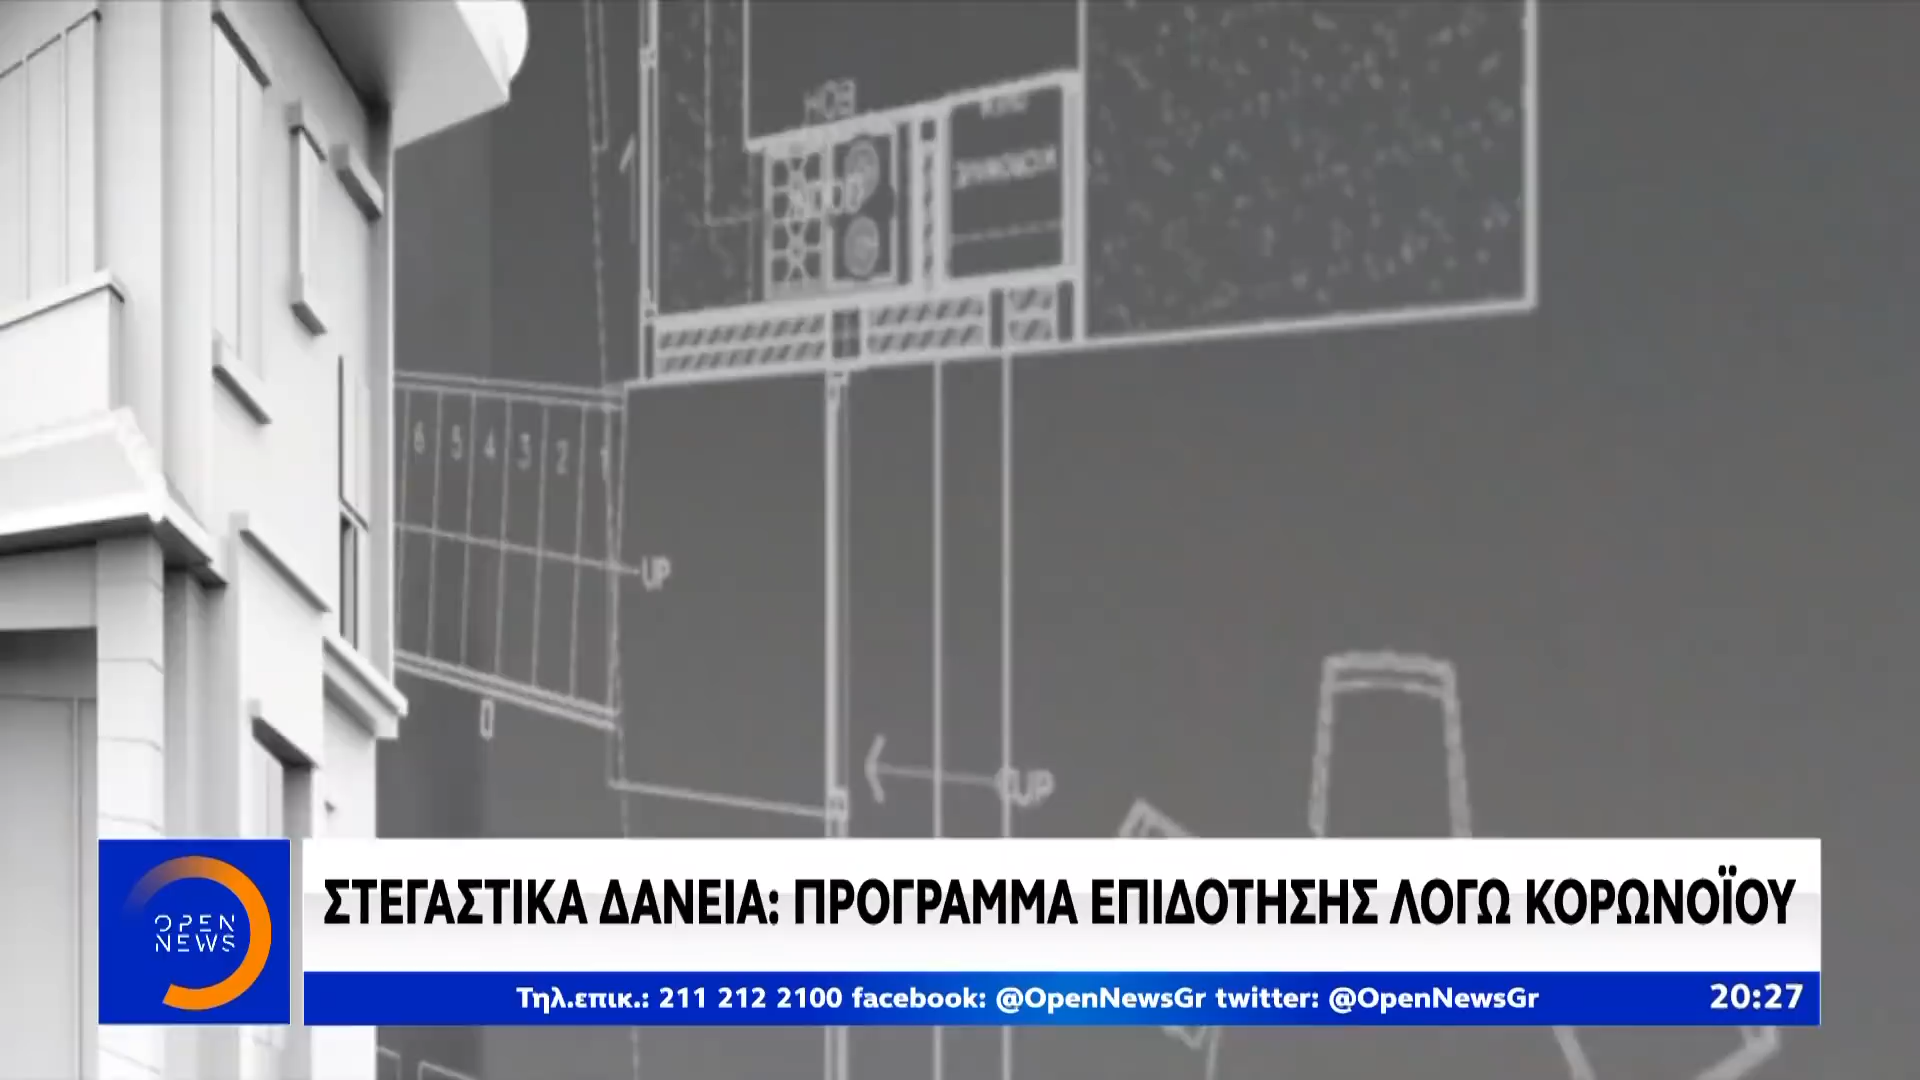 HOB
6 5 4 3 2 1
UP
UP
OPEN
NEWS
ΣΤΕΓΑΣΤΙΚΑ ΔΑΝΕΙΑ: ΠΡΟΓΡΑΜΜΑ ΕΠΙΔΟΤΗΣΗΣ ΛΟΓΩ ΚΟΡΩΝΟΪΟΥ
Τηλ.επικ.: 211 212 2100 facebook: @OpenNewsGr twitter: @OpenNewsGr
20:27